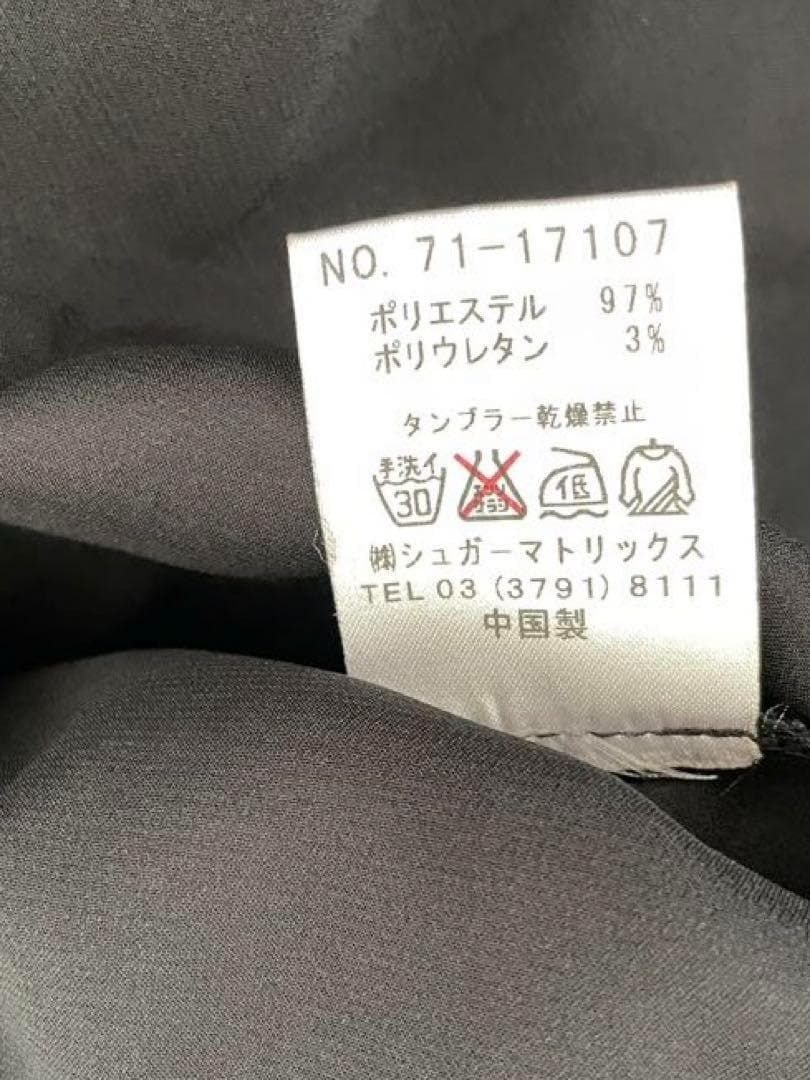 NO. 71-17107
ポリエステル 97%
ポリウレタン 3%
タンブラー乾燥禁止
手洗イ 30 低
㈱シュガーマトリックス
TEL 03 (3791) 8111
中国製